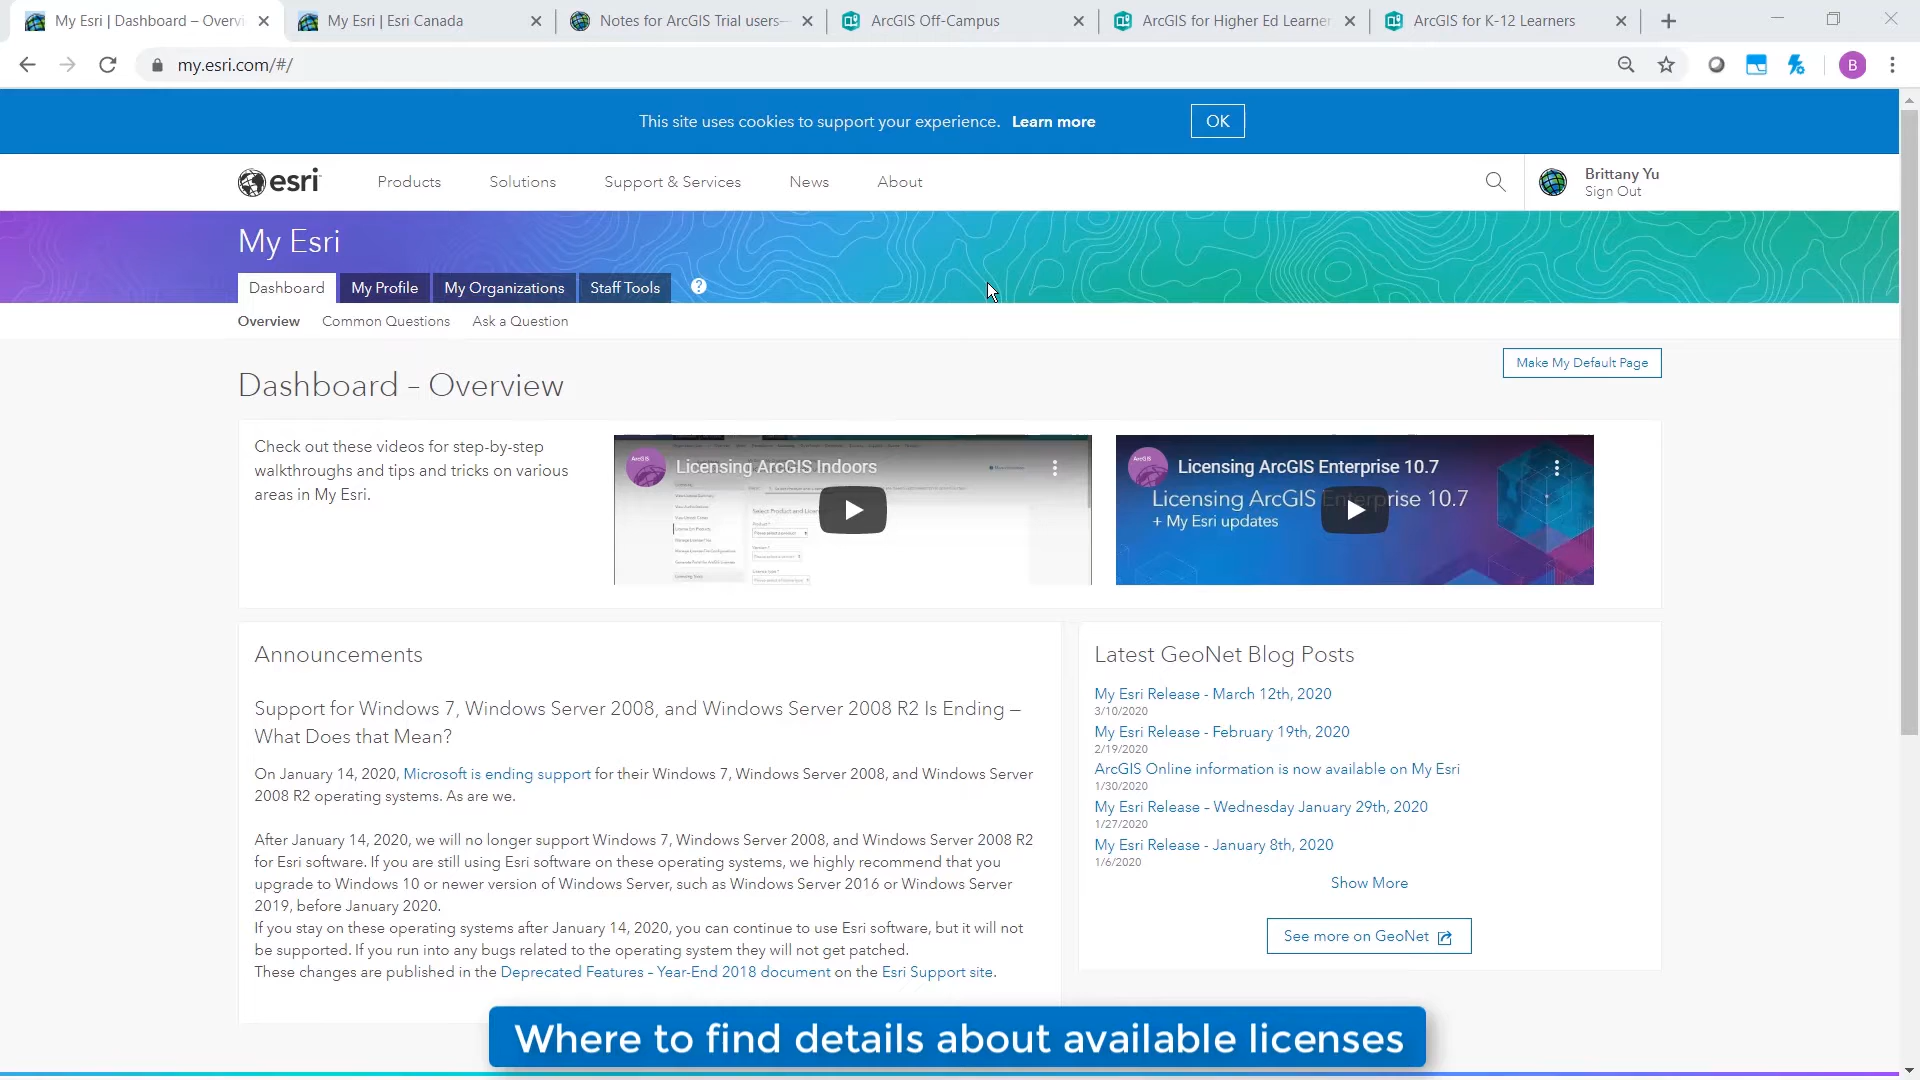 My Esri | Dashboard – Overvi
My Esri | Esri Canada
Notes for ArcGIS Trial users—
ArcGIS Off-Campus
ArcGIS for Higher Ed Learner
ArcGIS for K-12 Learners
my.esri.com/#/
B
This site uses cookies to support your experience. Learn more
OK
esri
Products
Solutions
Support & Services
News
About
Brittany Yu
Sign Out
My Esri
Dashboard
My Profile
My Organizations
Staff Tools
?
Overview
Common Questions
Ask a Question
Make My Default Page
Dashboard – Overview
Check out these videos for step-by-step
walkthroughs and tips and tricks on various
areas in My Esri.
ArcGIS
Licensing ArcGIS Indoors
Select Product and
ArcGIS
Licensing ArcGIS Enterprise 10.7
Licensing ArcGIS Enterprise 10.7
+ My Esri updates
Announcements
Support for Windows 7, Windows Server 2008, and Windows Server 2008 R2 Is Ending –
What Does that Mean?
On January 14, 2020, Microsoft is ending support for their Windows 7, Windows Server 2008, and Windows Server
2008 R2 operating systems. As are we.
After January 14, 2020, we will no longer support Windows 7, Windows Server 2008, and Windows Server 2008 R2
for Esri software. If you are still using Esri software on these operating systems, we highly recommend that you
upgrade to Windows 10 or newer version of Windows Server, such as Windows Server 2016 or Windows Server
2019, before January 2020.
If you stay on these operating systems after January 14, 2020, you can continue to use Esri software, but it will not
be supported. If you run into any bugs related to the operating system they will not get patched.
These changes are published in the Deprecated Features – Year-End 2018 document on the Esri Support site.
Latest GeoNet Blog Posts
My Esri Release - March 12th, 2020
3/10/2020
My Esri Release - February 19th, 2020
2/19/2020
ArcGIS Online information is now available on My Esri
1/30/2020
My Esri Release – Wednesday January 29th, 2020
1/27/2020
My Esri Release - January 8th, 2020
1/6/2020
Show More
See more on GeoNet
Where to find details about available licenses